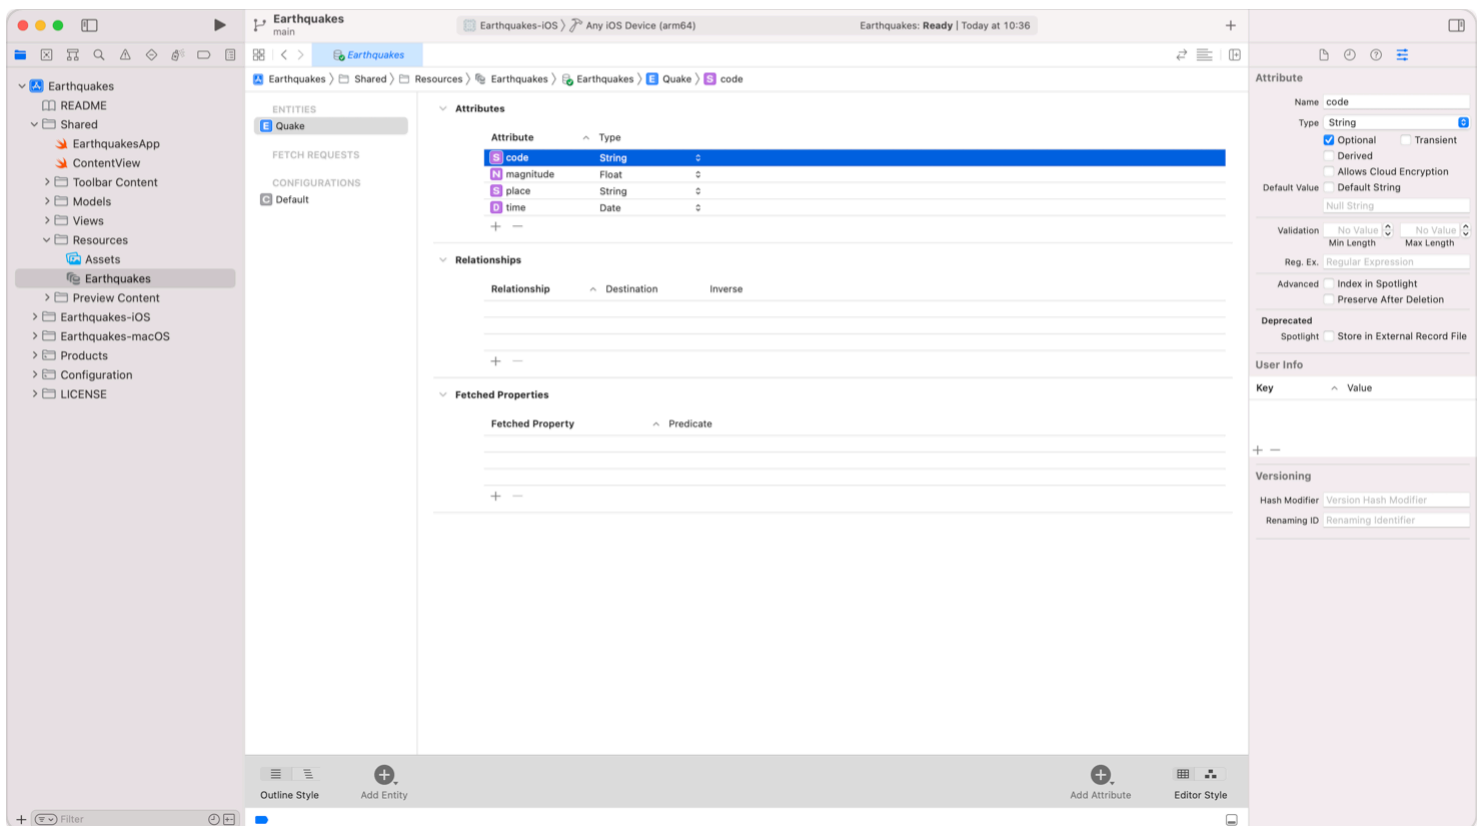 Earthquakes
main
Earthquakes-iOS
Any iOS Device (arm64)
Earthquakes: Ready | Today at 10:36
Earthquakes
Earthquakes
Shared
Resources
Earthquakes
Earthquakes
E Quake
S code
Earthquakes
README
Shared
EarthquakesApp
ContentView
Toolbar Content
Models
Views
Resources
Assets
Earthquakes
Preview Content
Earthquakes-iOS
Earthquakes-macOS
Products
Configuration
LICENSE
Filter
ENTITIES
E Quake
FETCH REQUESTS
CONFIGURATIONS
C Default
Attributes
Attribute Type
S code String
N magnitude Float
S place String
D time Date
Relationships
Relationship Destination Inverse
Fetched Properties
Fetched Property Predicate
Outline Style
Add Entity
Add Attribute
Editor Style
Attribute
Name code
Type String
Optional Transient
Derived
Allows Cloud Encryption
Default Value Default String
Null String
Validation No Value No Value
Min Length Max Length
Reg. Ex. Regular Expression
Advanced Index in Spotlight
Preserve After Deletion
Deprecated
Spotlight Store in External Record File
User Info
Key Value
Versioning
Hash Modifier Version Hash Modifier
Renaming ID Renaming Identifier